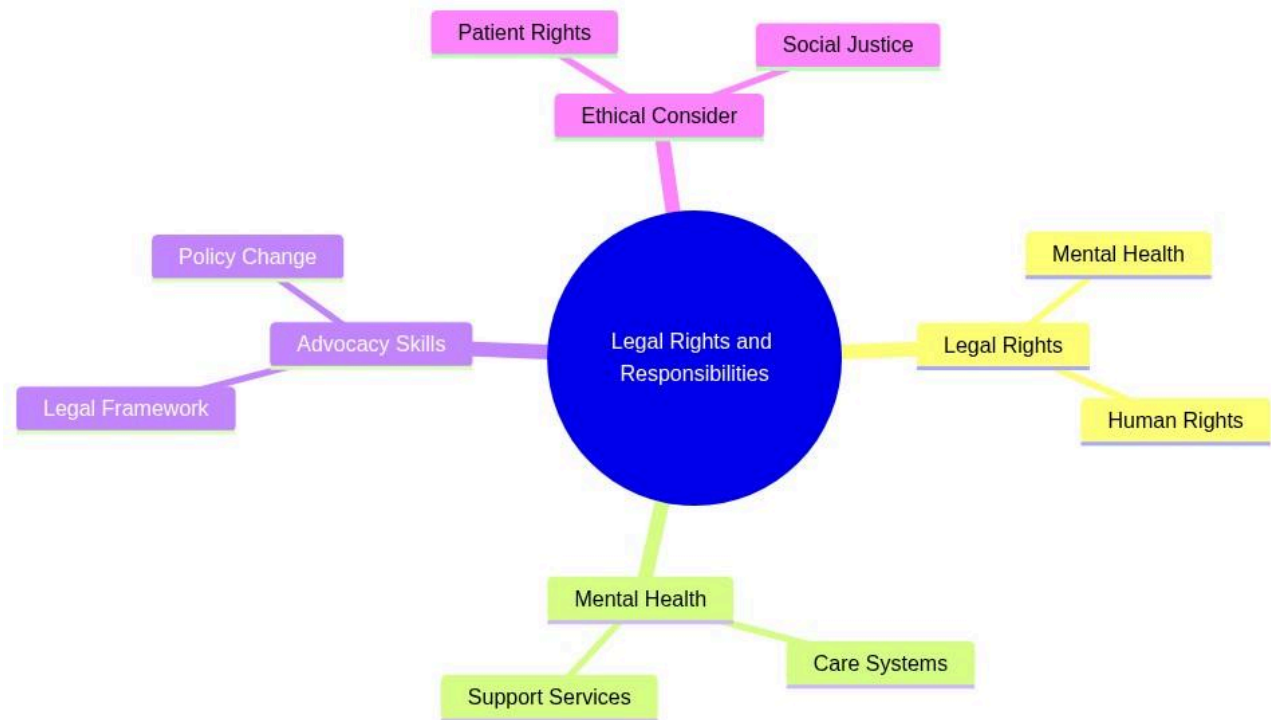 Patient Rights
Social Justice
Ethical Consider
Policy Change
Mental Health
Advocacy Skills
Legal Rights and
Responsibilities
Legal Rights
Legal Framework
Human Rights
Mental Health
Care Systems
Support Services